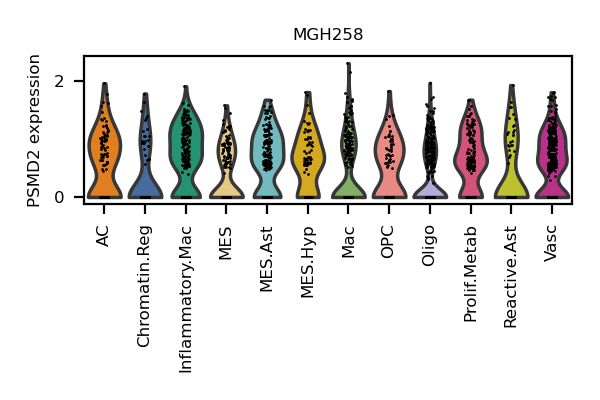 MGH258
PSMD2 expression
2
0
AC
Chromatin.Reg
Inflammatory.Mac
MES
MES.Ast
MES.Hyp
Mac
OPC
Oligo
Prolif.Metab
Reactive.Ast
Vasc